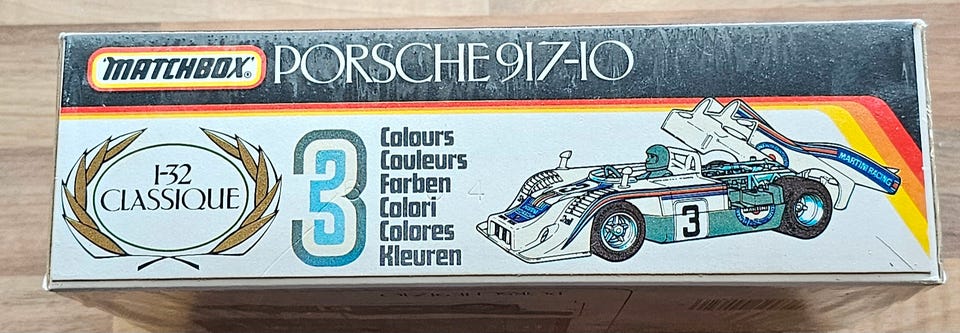 MATCHBOX® PORSCHE 917-10
1-32
CLASSIQUE
3
Colours
Couleurs
Farben
Colori
Colores
Kleuren
MARTINI RACING
3